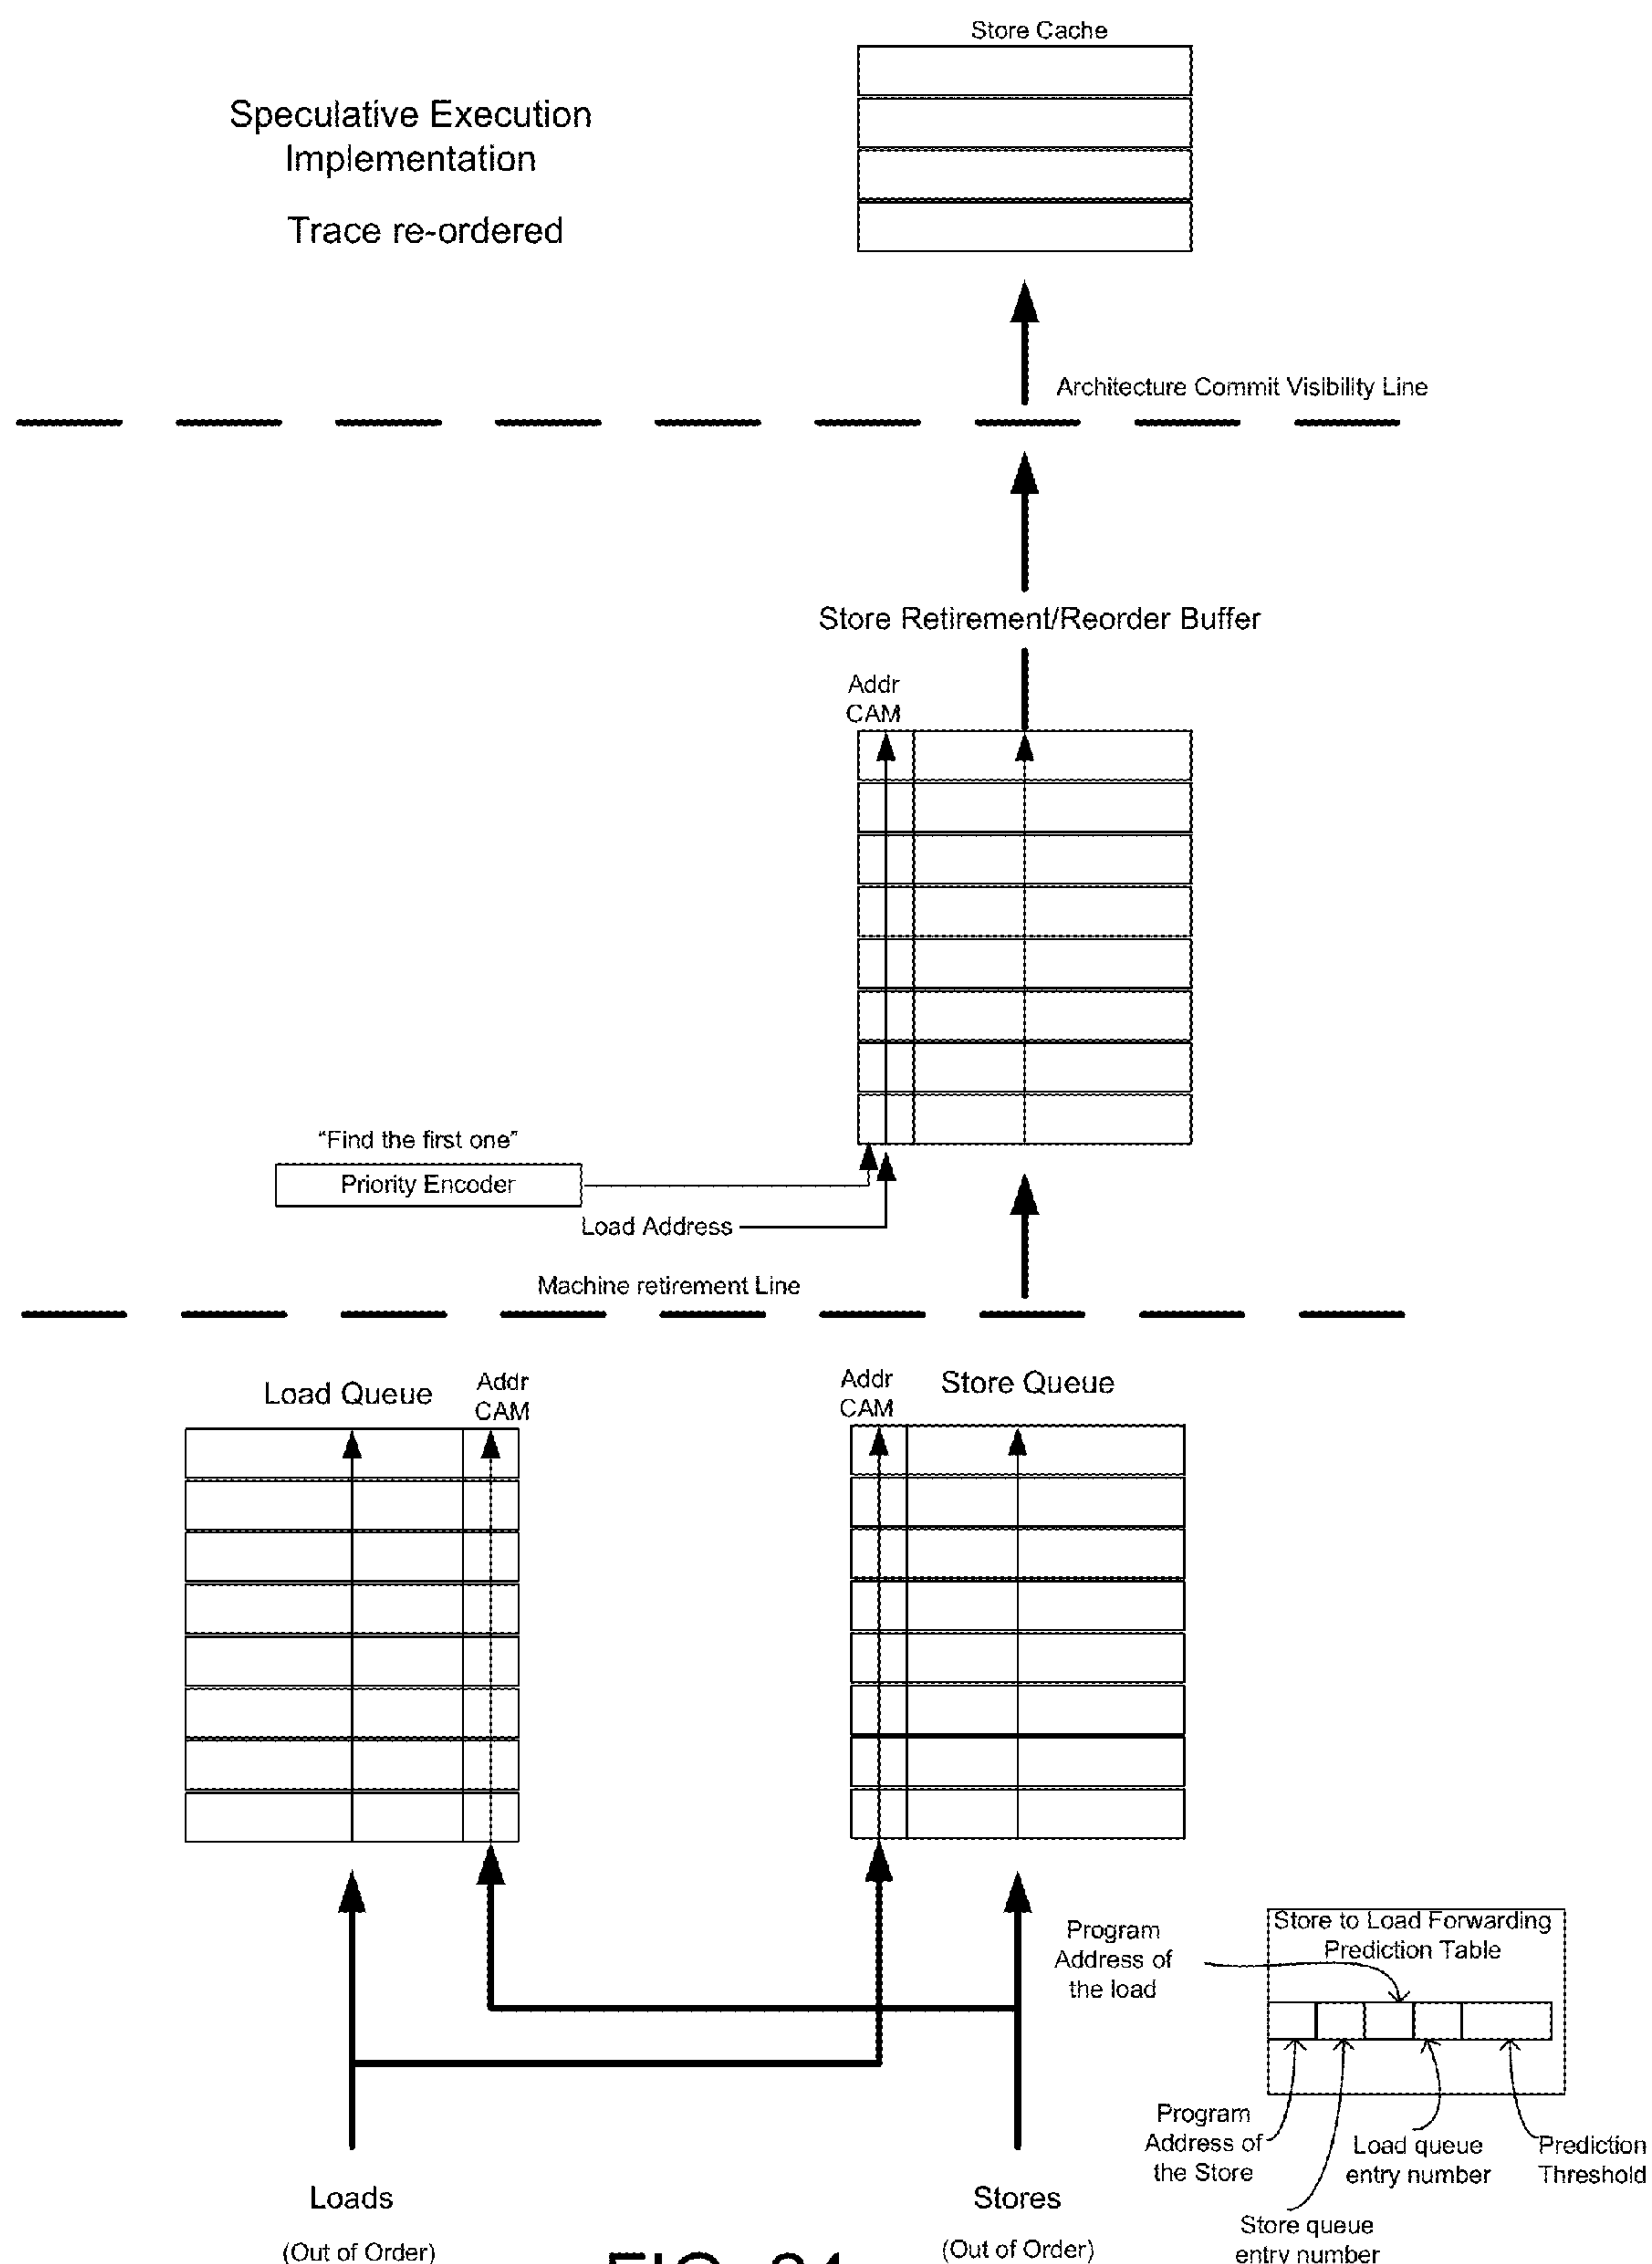 Store Cache
Speculative Execution
Implementation
Trace re-ordered
Architecture Commit Visibility Line
Store Retirement/Reorder Buffer
Addr
CAM
"Find the first one"
Priority Encoder
Load Address
Machine retirement Line
Load Queue
Addr
CAM
Addr
CAM
Store Queue
Program
Address of
the load
Store to Load Forwarding
Prediction Table
Program
Address of
the Store
Load queue
entry number
Prediction
Threshold
Store queue
entry number
Loads
(Out of Order)
Stores
(Out of Order)